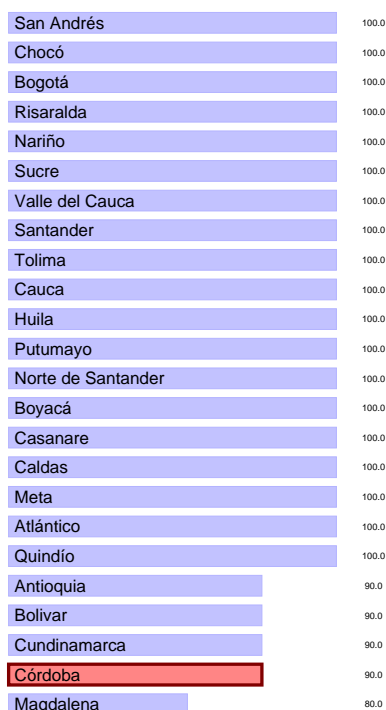 San Andrés 100.0
Chocó 100.0
Bogotá 100.0
Risaralda 100.0
Nariño 100.0
Sucre 100.0
Valle del Cauca 100.0
Santander 100.0
Tolima 100.0
Cauca 100.0
Huila 100.0
Putumayo 100.0
Norte de Santander 100.0
Boyacá 100.0
Casanare 100.0
Caldas 100.0
Meta 100.0
Atlántico 100.0
Quindío 100.0
Antioquia 90.0
Bolivar 90.0
Cundinamarca 90.0
Córdoba 90.0
Magdalena 80.0